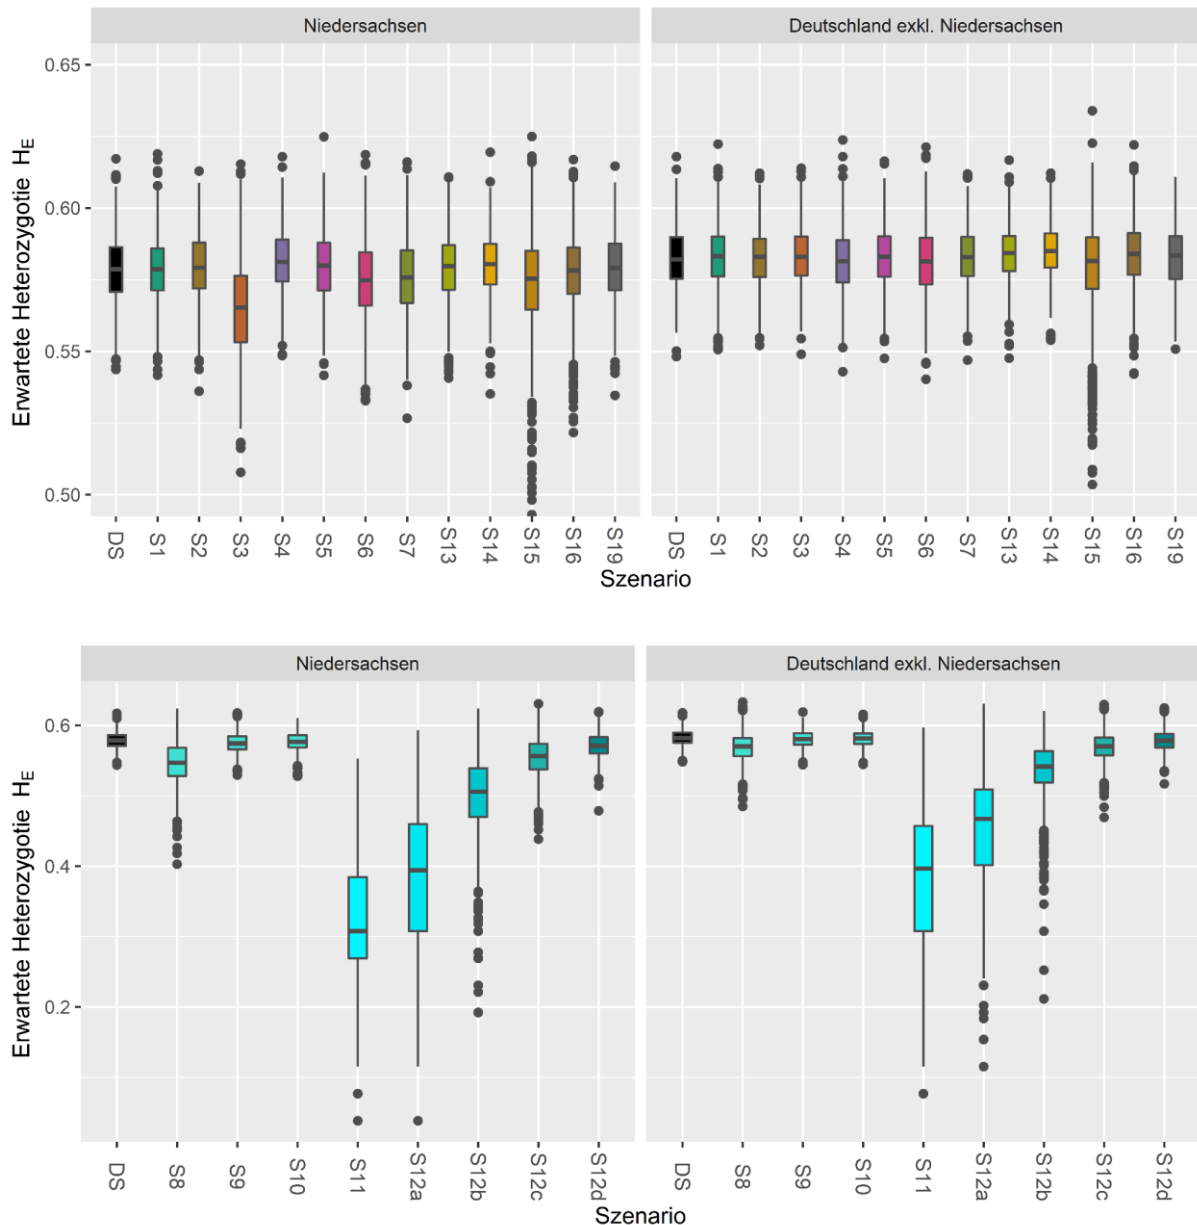 Niedersachsen
Deutschland exkl. Niedersachsen
Erwartete Heterozygotie H_E
0.65
0.60
0.55
0.50
DS S1 S2 S3 S4 S5 S6 S7 S13 S14 S15 S16 S19
DS S1 S2 S3 S4 S5 S6 S7 S13 S14 S15 S16 S19
Szenario
Niedersachsen
Deutschland exkl. Niedersachsen
Erwartete Heterozygotie H_E
0.6
0.4
0.2
DS S8 S9 S10 S11 S12a S12b S12c S12d
DS S8 S9 S10 S11 S12a S12b S12c S12d
Szenario